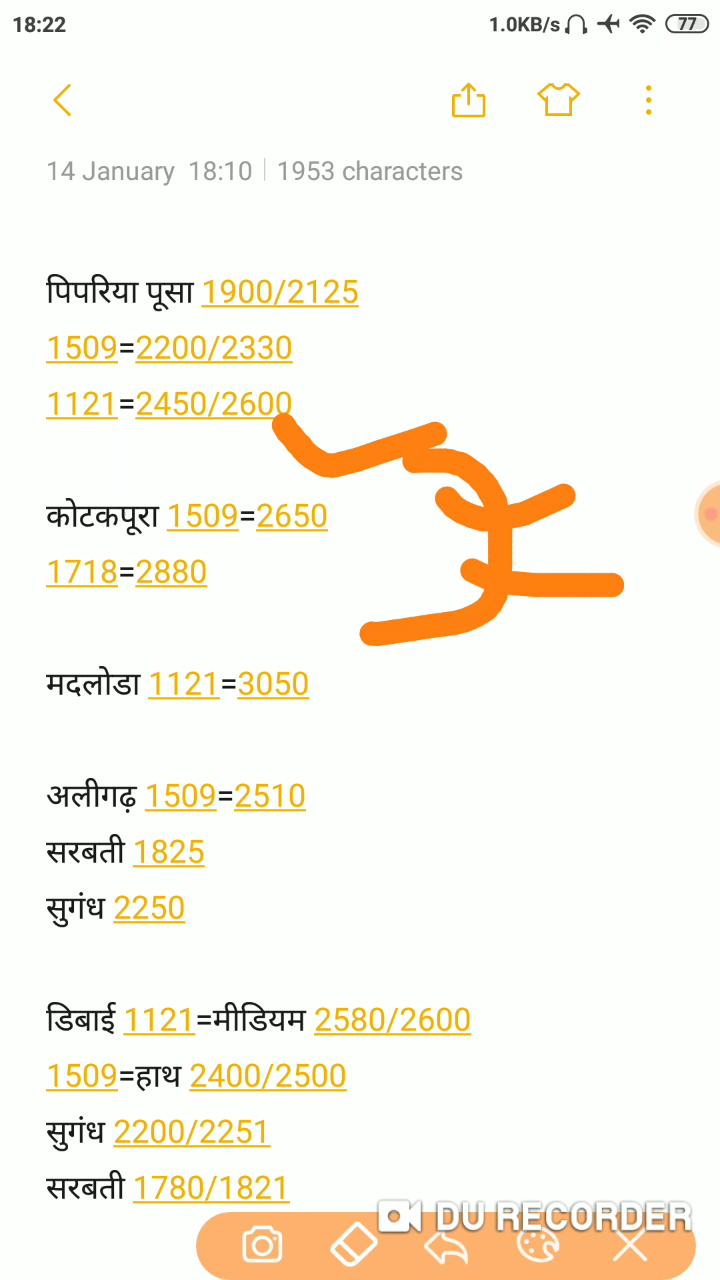 18:22 1.0KB/s 77
14 January 18:10 | 1953 characters
पिपरिया पूसा 1900/2125
1509=2200/2330
1121=2450/2600
कोटकपूरा 1509=2650
1718=2880
मदलोडा 1121=3050
अलीगढ़ 1509=2510
सरबती 1825
सुगंध 2250
डिबाई 1121=मीडियम 2580/2600
1509=हाथ 2400/2500
सुगंध 2200/2251
सरबती 1780/1821
DU RECORDER